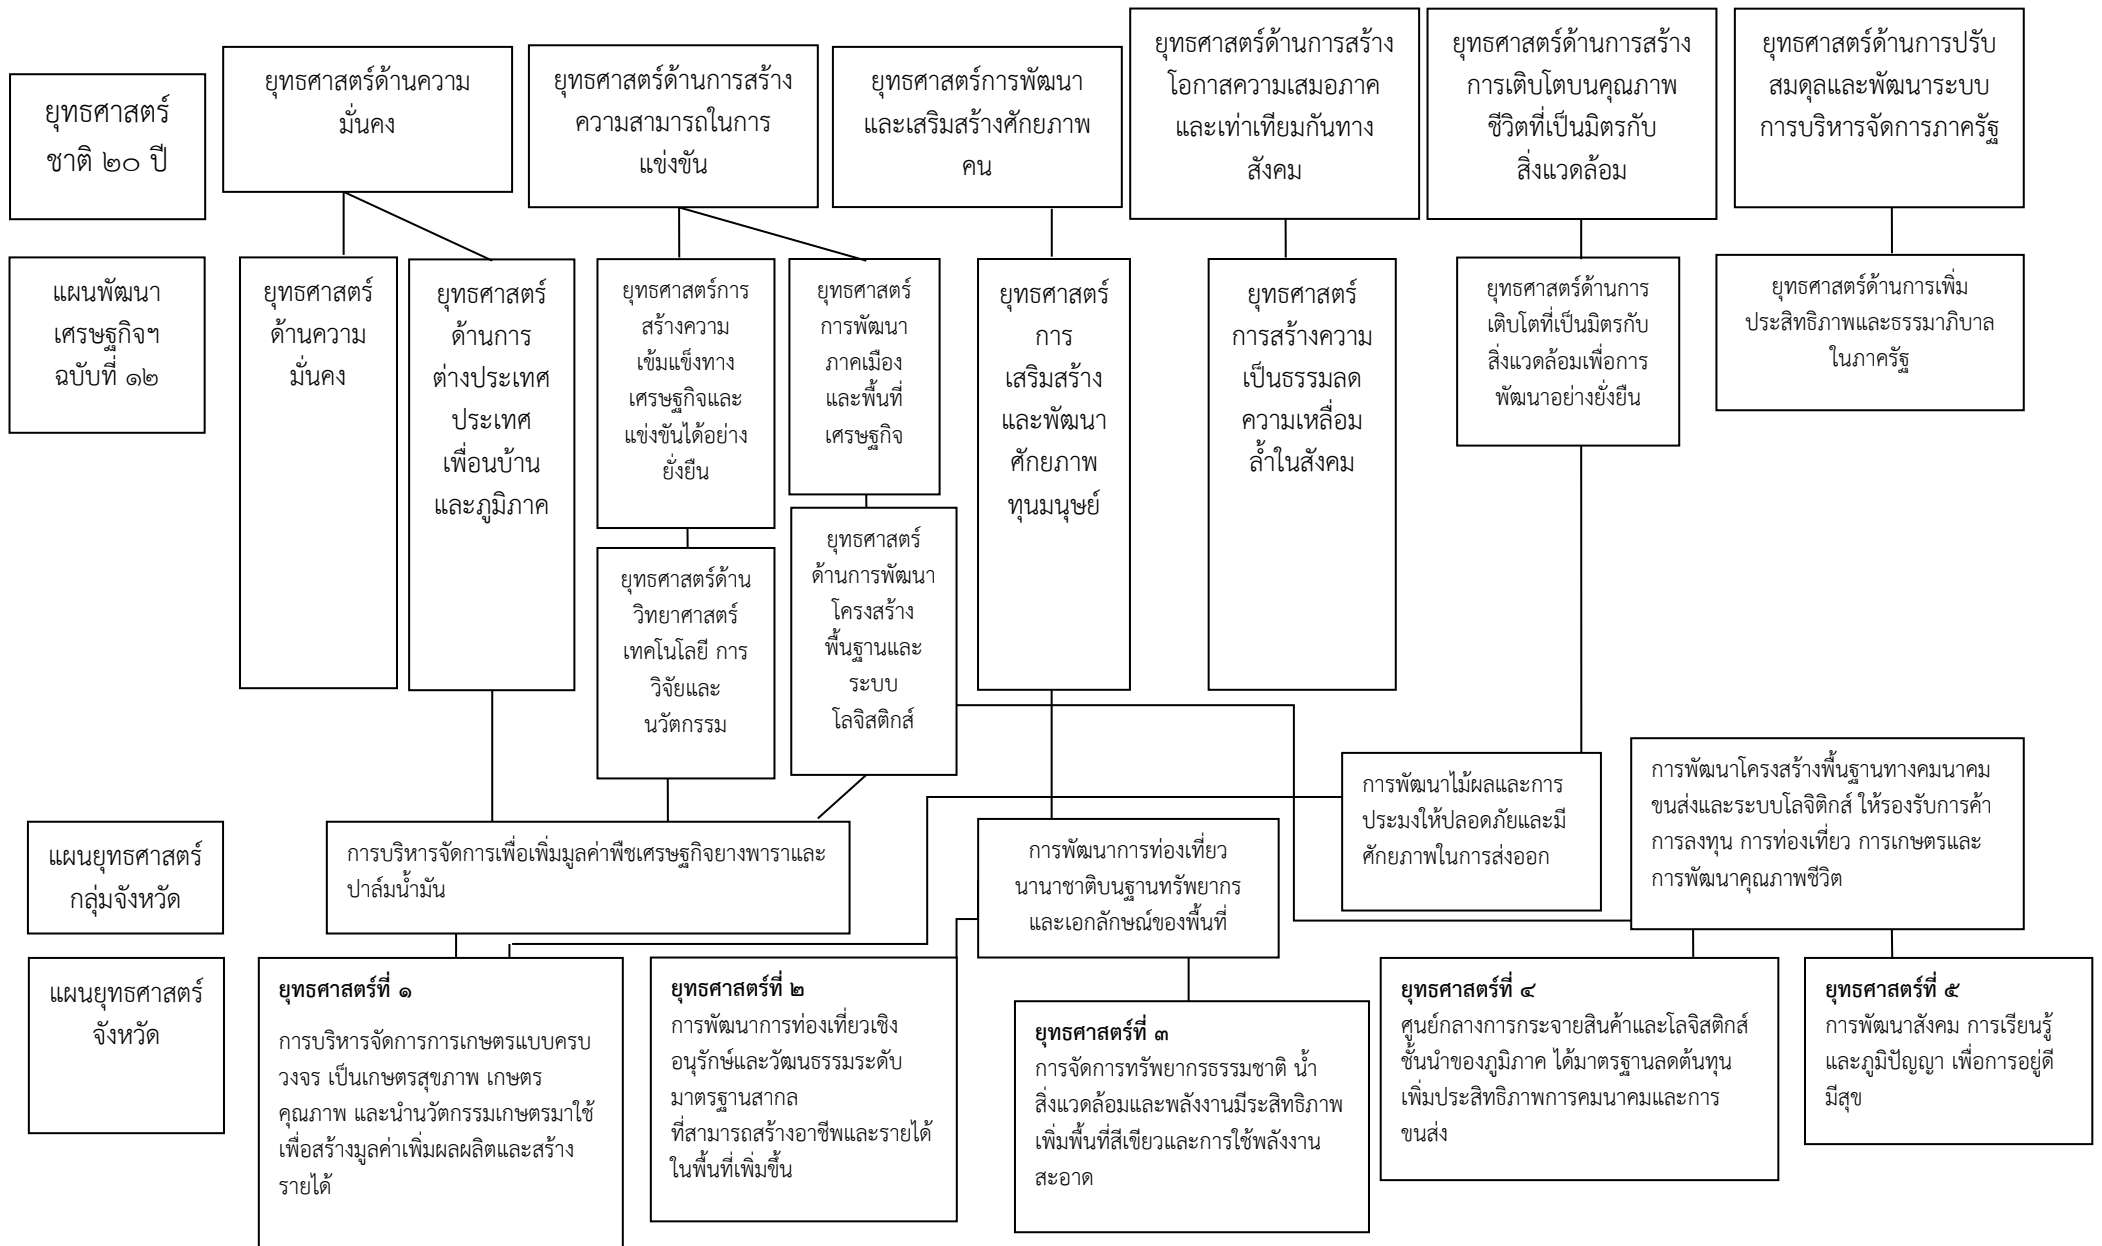 ยุทธศาสตร์
ชาติ ๒๐ ปี
ยุทธศาสตร์ด้านความ
มั่นคง
ยุทธศาสตร์ด้านการสร้าง
ความสามารถในการ
แข่งขัน
ยุทธศาสตร์การพัฒนา
และเสริมสร้างศักยภาพ
คน
ยุทธศาสตร์ด้านการสร้าง
โอกาสความเสมอภาค
และเท่าเทียมกันทาง
สังคม
ยุทธศาสตร์ด้านการสร้าง
การเติบโตบนคุณภาพ
ชีวิตที่เป็นมิตรกับ
สิ่งแวดล้อม
ยุทธศาสตร์ด้านการปรับ
สมดุลและพัฒนาระบบ
การบริหารจัดการภาครัฐ
แผนพัฒนา
เศรษฐกิจฯ
ฉบับที่ ๑๒
ยุทธศาสตร์
ด้านความ
มั่นคง
ยุทธศาสตร์
ด้านการ
ต่างประเทศ
ประเทศ
เพื่อนบ้าน
และภูมิภาค
ยุทธศาสตร์การ
สร้างความ
เข้มแข็งทาง
เศรษฐกิจและ
แข่งขันได้อย่าง
ยั่งยืน
ยุทธศาสตร์
การพัฒนา
ภาคเมือง
และพื้นที่
เศรษฐกิจ
ยุทธศาสตร์
การ
เสริมสร้าง
และพัฒนา
ศักยภาพ
ทุนมนุษย์
ยุทธศาสตร์
การสร้างความ
เป็นธรรมลด
ความเหลื่อม
ล้ำในสังคม
ยุทธศาสตร์ด้านการ
เติบโตที่เป็นมิตรกับ
สิ่งแวดล้อมเพื่อการ
พัฒนาอย่างยั่งยืน
ยุทธศาสตร์ด้านการเพิ่ม
ประสิทธิภาพและธรรมาภิบาล
ในภาครัฐ
ยุทธศาสตร์ด้าน
วิทยาศาสตร์
เทคโนโลยี การ
วิจัยและ
นวัตกรรม
ยุทธศาสตร์
ด้านการพัฒนา
โครงสร้าง
พื้นฐานและ
ระบบ
โลจิสติกส์
แผนยุทธศาสตร์
กลุ่มจังหวัด
การบริหารจัดการเพื่อเพิ่มมูลค่าพืชเศรษฐกิจยางพาราและ
ปาล์มน้ำมัน
การพัฒนาการท่องเที่ยว
นานาชาติบนฐานทรัพยากร
และเอกลักษณ์ของพื้นที่
การพัฒนาไม้ผลและการ
ประมงให้ปลอดภัยและมี
ศักยภาพในการส่งออก
การพัฒนาโครงสร้างพื้นฐานทางคมนาคม
ขนส่งและระบบโลจิติกส์ ให้รองรับการค้า
การลงทุน การท่องเที่ยว การเกษตรและ
การพัฒนาคุณภาพชีวิต
แผนยุทธศาสตร์
จังหวัด
ยุทธศาสตร์ที่ ๑
การบริหารจัดการการเกษตรแบบครบ
วงจร เป็นเกษตรสุขภาพ เกษตร
คุณภาพ และนำนวัตกรรมเกษตรมาใช้
เพื่อสร้างมูลค่าเพิ่มผลผลิตและสร้าง
รายได้
ยุทธศาสตร์ที่ ๒
การพัฒนาการท่องเที่ยวเชิง
อนุรักษ์และวัฒนธรรมระดับ
มาตรฐานสากล
ที่สามารถสร้างอาชีพและรายได้
ในพื้นที่เพิ่มขึ้น
ยุทธศาสตร์ที่ ๓
การจัดการทรัพยากรธรรมชาติ น้ำ
สิ่งแวดล้อมและพลังงานมีระสิทธิภาพ
เพิ่มพื้นที่สีเขียวและการใช้พลังงาน
สะอาด
ยุทธศาสตร์ที่ ๔
ศูนย์กลางการกระจายสินค้าและโลจิสติกส์
ชั้นนำของภูมิภาค ได้มาตรฐานลดต้นทุน
เพิ่มประสิทธิภาพการคมนาคมและการ
ขนส่ง
ยุทธศาสตร์ที่ ๕
การพัฒนาสังคม การเรียนรู้
และภูมิปัญญา เพื่อการอยู่ดี
มีสุข